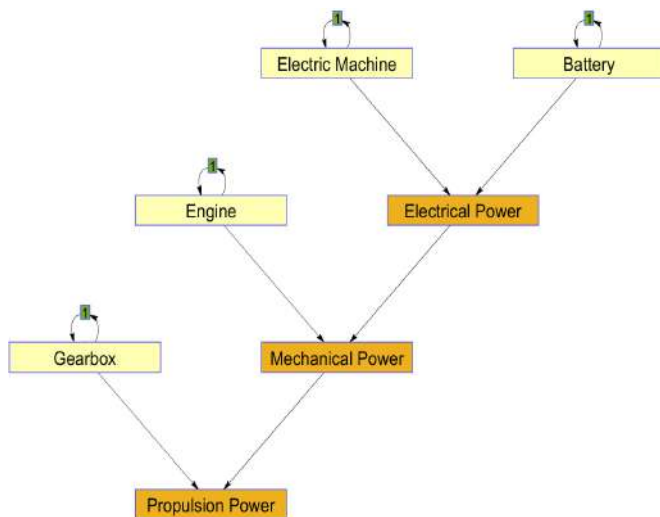 1
1
Electric Machine
Battery
1
Engine
Electrical Power
1
Gearbox
Mechanical Power
Propulsion Power